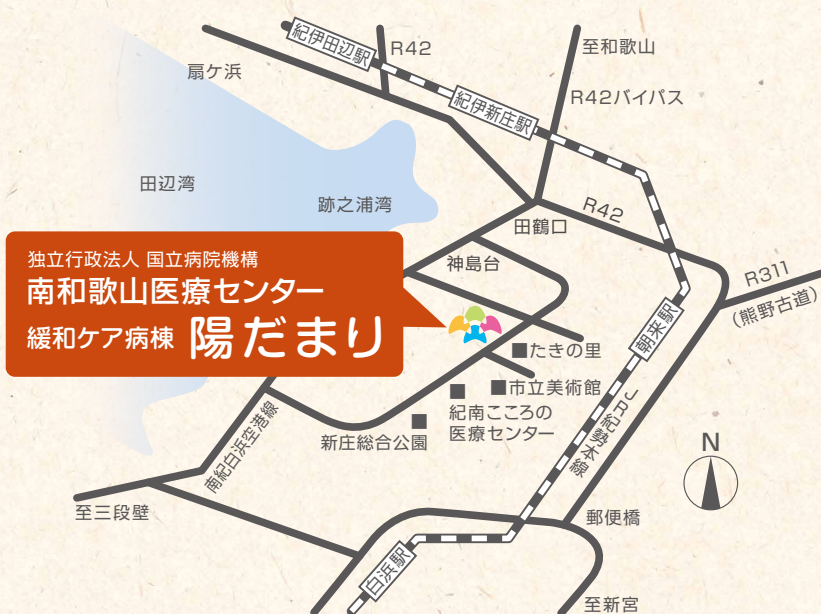 紀伊田辺駅
R42
至和歌山
扇ケ浜
R42バイパス
紀伊新庄駅
田辺湾
跡之浦湾
R42
田鶴口
独立行政法人 国立病院機構
南和歌山医療センター
緩和ケア病棟 陽だまり
神島台
R311
(熊野古道)
朝来駅
■たきの里
■市立美術館
紀南こころの
医療センター
新庄総合公園
JR紀勢本線
南紀白浜空港線
N
至三段壁
郵便橋
白浜駅
至新宮